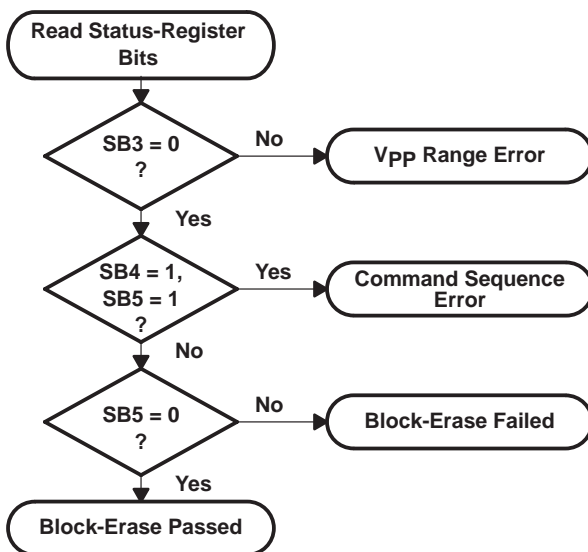 Read Status-Register
Bits
SB3 = 0
?
No
VPP Range Error
Yes
SB4 = 1,
SB5 = 1
?
Yes
Command Sequence
Error
No
SB5 = 0
?
No
Block-Erase Failed
Yes
Block-Erase Passed